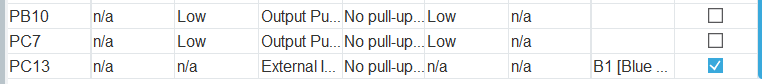 PB10 n/a Low Output Pu... No pull-up... Low n/a
PC7 n/a Low Output Pu... No pull-up... Low n/a
PC13 n/a n/a External I... No pull-up... n/a n/a B1 [Blue ...